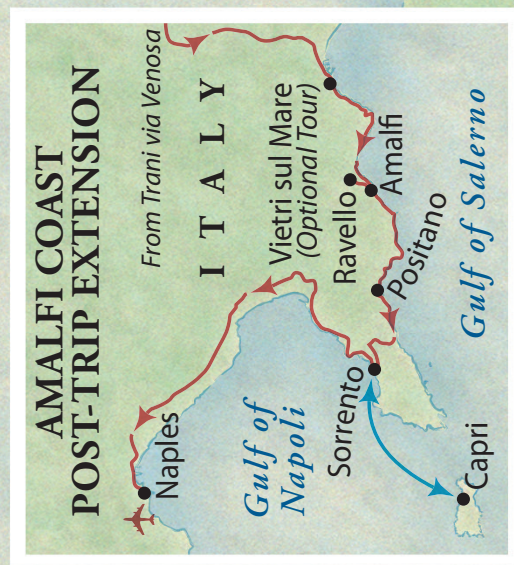 AMALFI COAST
POST-TRIP EXTENSION
From Trani via Venosa
ITALY
Naples
Vietri sul Mare
(Optional Tour)
Ravello
Amalfi
Positano
Gulf of
Napoli
Sorrento
Gulf of Salerno
Capri